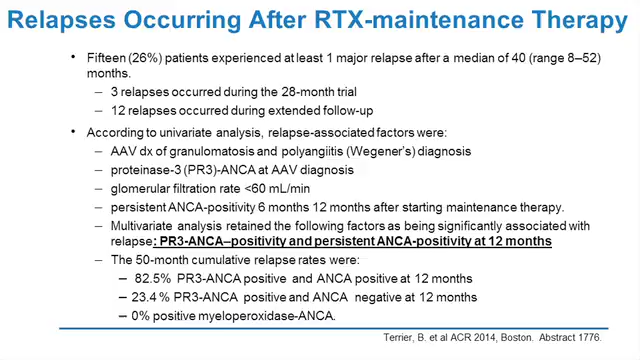 Relapses Occurring After RTX-maintenance Therapy
• Fifteen (26%) patients experienced at least 1 major relapse after a median of 40 (range 8–52)
months.
– 3 relapses occurred during the 28-month trial
– 12 relapses occurred during extended follow-up
• According to univariate analysis, relapse-associated factors were:
– AAV dx of granulomatosis and polyangiitis (Wegener's) diagnosis
– proteinase-3 (PR3)-ANCA at AAV diagnosis
– glomerular filtration rate <60 mL/min
– persistent ANCA-positivity 6 months 12 months after starting maintenance therapy.
– Multivariate analysis retained the following factors as being significantly associated with
relapse: PR3-ANCA–positivity and persistent ANCA-positivity at 12 months
– The 50-month cumulative relapse rates were:
– 82.5% PR3-ANCA positive and ANCA positive at 12 months
– 23.4 % PR3-ANCA positive and ANCA negative at 12 months
– 0% positive myeloperoxidase-ANCA.
Terrier, B. et al ACR 2014, Boston. Abstract 1776.